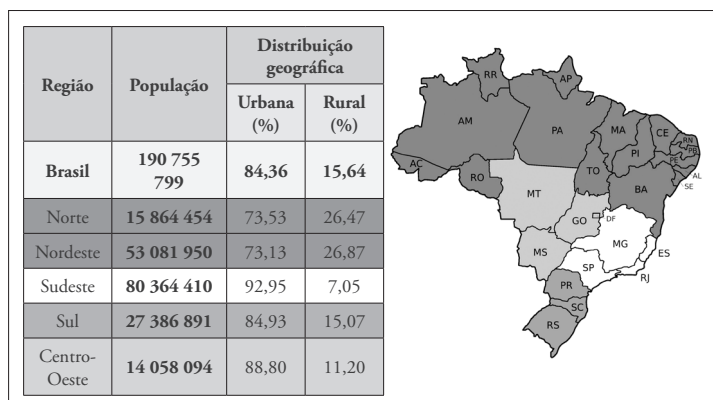 Região População Distribuição geográfica
Urbana (%) Rural (%)
Brasil 190 755 799 84,36 15,64
Norte 15 864 454 73,53 26,47
Nordeste 53 081 950 73,13 26,87
Sudeste 80 364 410 92,95 7,05
Sul 27 386 891 84,93 15,07
Centro-Oeste 14 058 094 88,80 11,20
RR AP
AM PA MA CE RN
PB
PI PE
AC AL
RO TO SE
MT BA
GO DF
MG
MS ES
SP RJ
PR
SC
RS